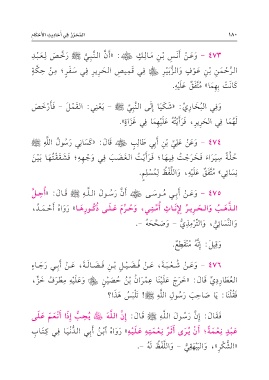 ١٨٠ المحرر في أحاديث الأحكام
٤٧٣ - وَعَنْ أَنَسِ بْنِ مَالِكٍ ﷺ: «أَنَّ النَّبِيَّ ﷺ رَخَّصَ لِعَبْدِ
الرَّحْمَنِ بْنِ عَوْفٍ وَالزُّبَيْرِ ﷺ فِي قَمِيصِ الحَرِيرِ فِي سَفَرٍ؛ مِنْ حِكَّةٍ
كَانَتْ بِهِمَا» مُتَّفَقٌ عَلَيْهِ.
وَفِي البُخَارِيِّ: «شَكَيَا إِلَى النَّبِيِّ ﷺ - يَعْنِي: القَمْلَ - فَأَرْخَصَ
لَهُمَا فِي الحَرِيرِ، فَرَأَيْتُهُ عَلَيْهِمَا فِي غَزَاةٍ».
٤٧٤ - وَعَنْ عَلِيِّ بْنِ أَبِي طَالِبٍ ﷺ قَالَ: «كَسَانِي رَسُولُ اللَّهِ ﷺ
حُلَّةً سِيَرَاءَ فَخَرَجْتُ فِيهَا؛ فَرَأَيْتُ الغَضَبَ فِي وَجْهِهِ؛ فَشَقَقْتُهَا بَيْنَ
نِسَائِي» مُتَّفَقٌ عَلَيْهِ، وَاللَّفْظُ لِمُسْلِمٍ.
٤٧٥ - وَعَنْ أَبِي مُوسَى ﷺ أَنَّ رَسُولَ اللَّهِ ﷺ قَالَ: «أُحِلَّ
الذَّهَبُ وَالحَرِيرُ لِإِنَاثِ أُمَّتِي، وَحُرِّمَ عَلَى ذُكُورِهَا» رَوَاهُ أَحْمَدُ،
وَالنَّسَائِيُّ، وَالتِّرْمِذِيُّ - وَصَحَّحَهُ -.
وَقِيلَ: إِنَّهُ مُنْقَطِعٌ.
٤٧٦ - وَعَنْ شُعْبَةَ، عَنْ فُضَيْلِ بْنِ فَضَالَةَ، عَنْ أَبِي رَجَاءٍ
العُطَارِدِيِّ قَالَ: «خَرَجَ عَلَيْنَا عِمْرَانُ بْنُ حُصَيْنٍ ﷺ وَعَلَيْهِ مِطْرَفُ خَزٍّ،
فَقُلْنَا: يَا صَاحِبَ رَسُولِ اللَّهِ ﷺ! تَلْبَسُ هَذَا؟
فَقَالَ: إِنَّ رَسُولَ اللَّهِ ﷺ قَالَ: إِنَّ اللَّهَ يُحِبُّ إِذَا أَنْعَمَ عَلَى
عَبْدٍ نِعْمَةً؛ أَنْ يُرَى أَثَرُ نِعْمَتِهِ عَلَيْهِ» رَوَاهُ ابْنُ أَبِي الدُّنْيَا فِي كِتَابِ
«الشُّكْرِ»، وَالبَيْهَقِيُّ - وَاللَّفْظُ لَهُ -.